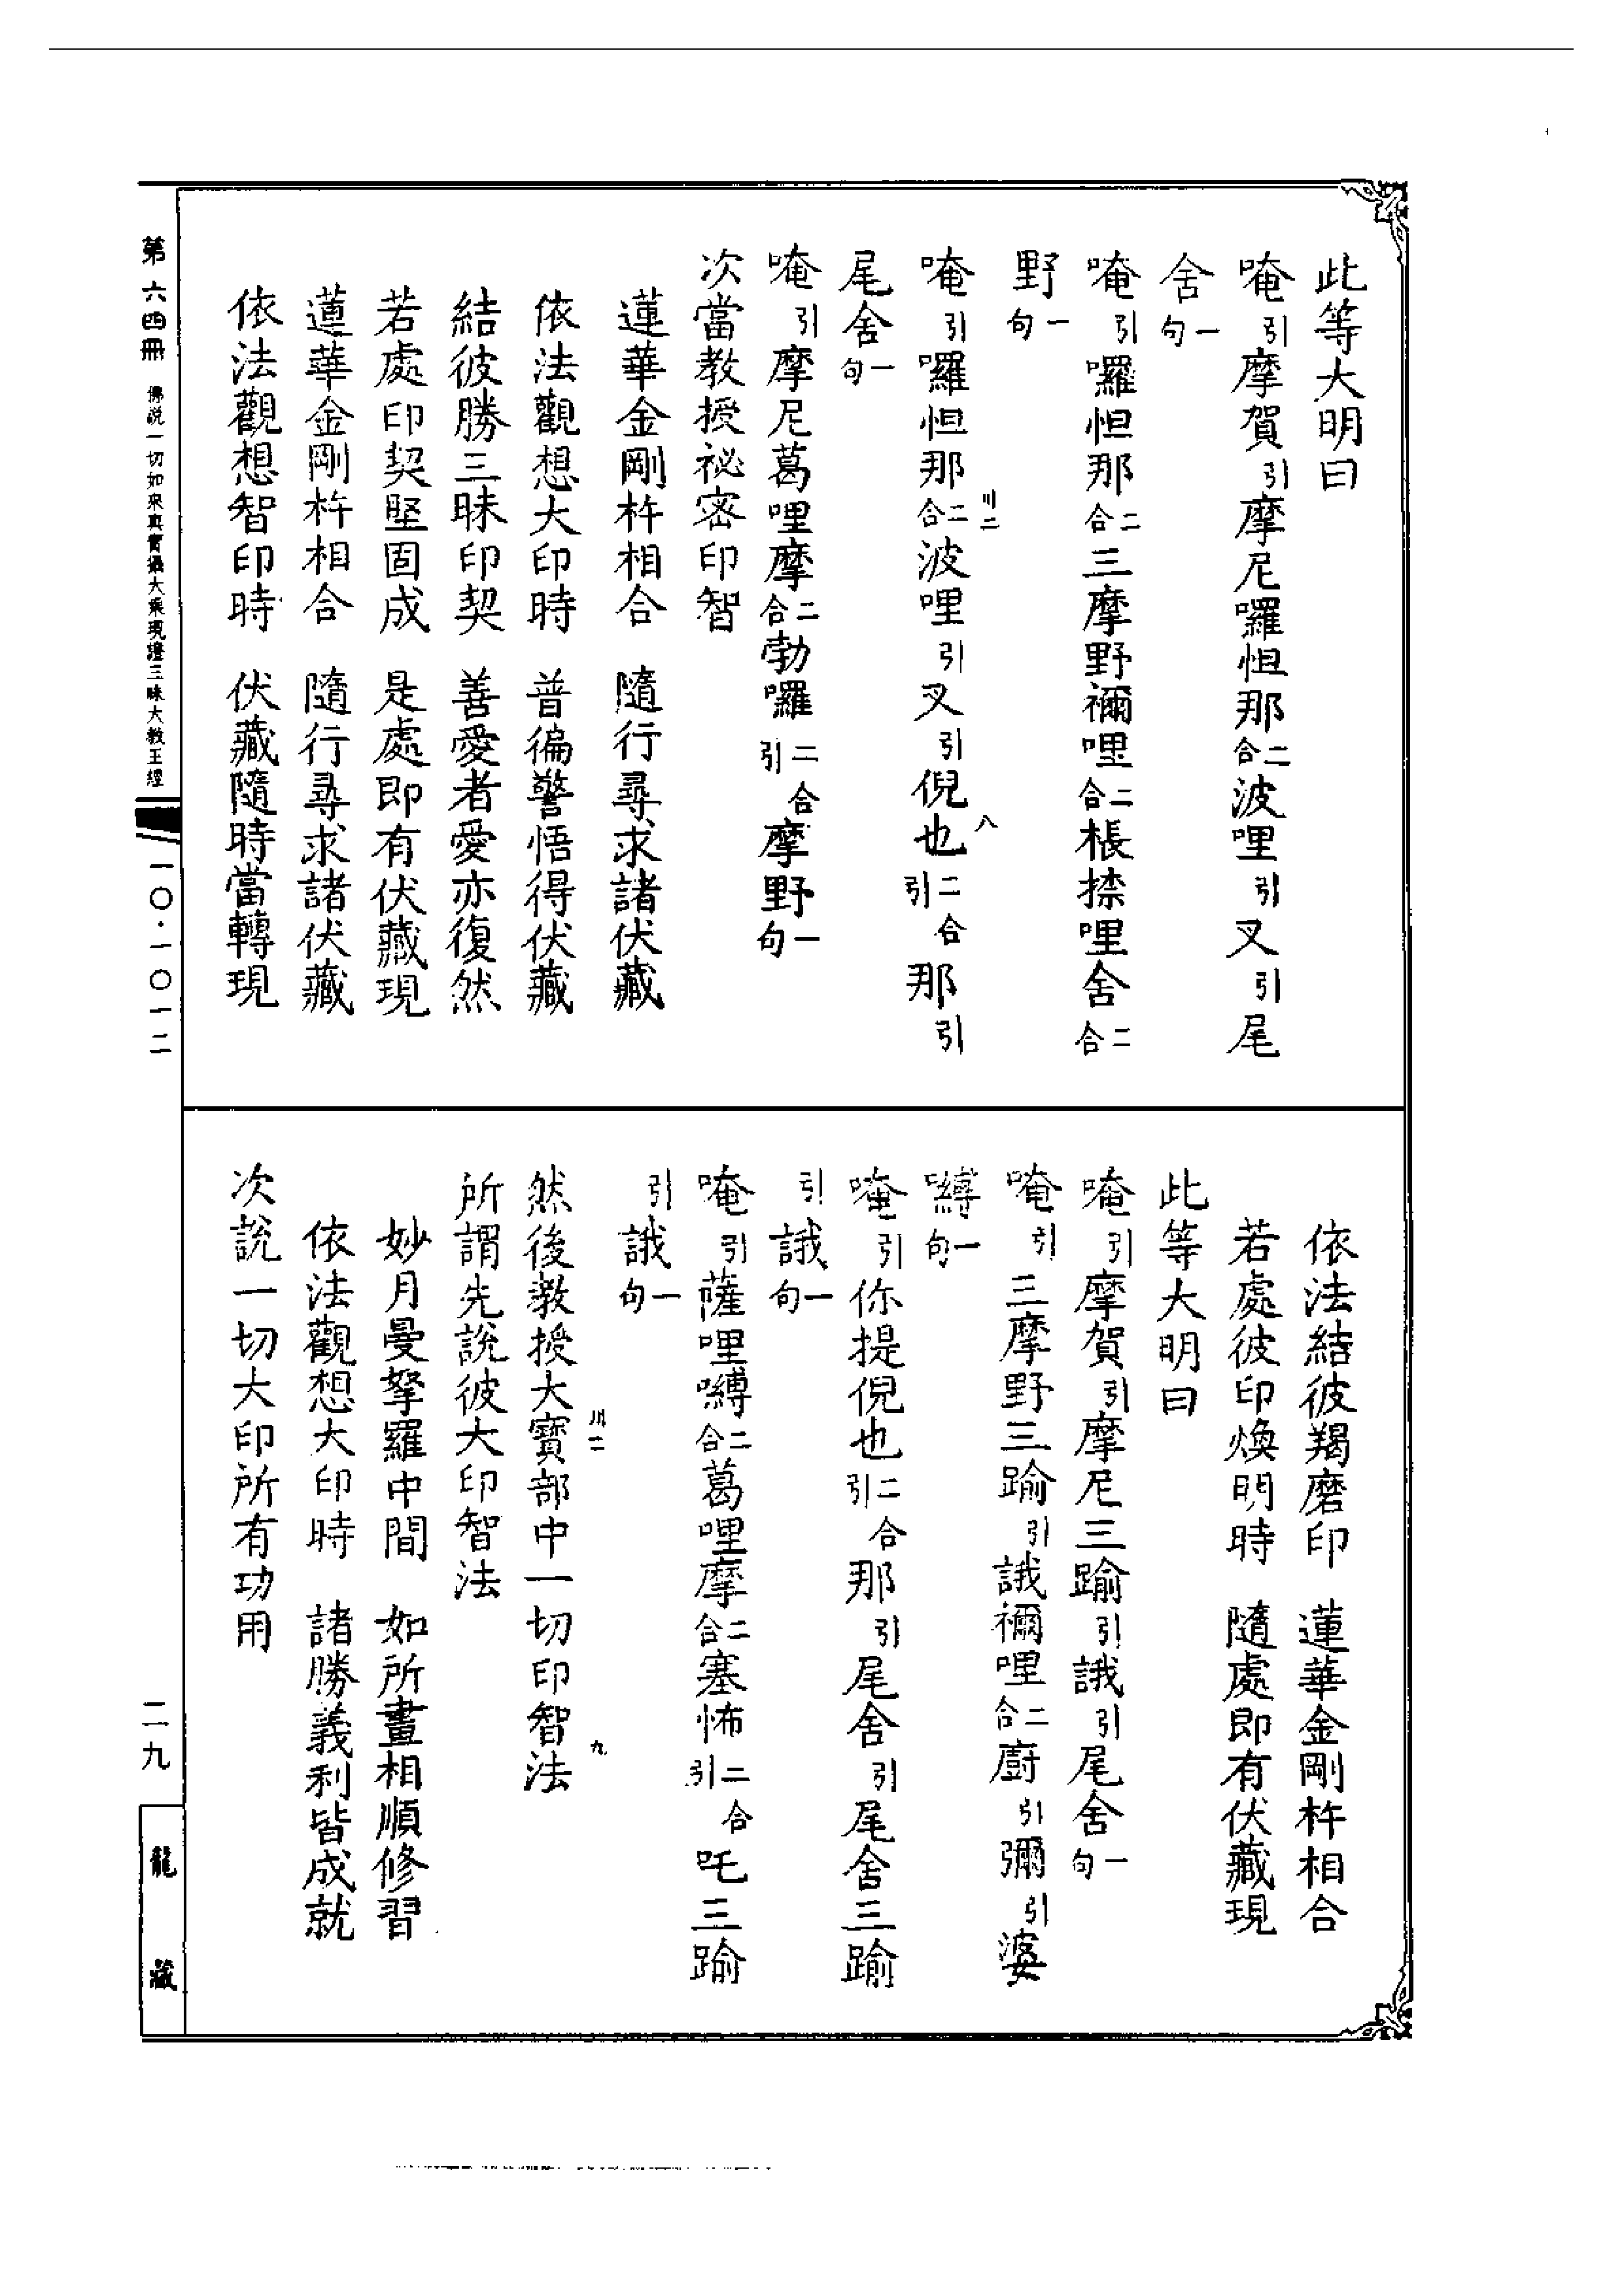 此等大明曰
唵引摩賀引摩尼囉怛那二合波哩引叉引尾
舍一句
唵引囉怛那二合三摩野禰哩二合棖捺哩舍二合
野一句
唵引囉怛那二合波哩引叉引倪也二合引那引
尾舍一句
唵引摩尼葛哩摩二合勃囉二合引摩野一句
次當教授祕密印智
蓮華金剛杵相合　隨行尋求諸伏藏
依法觀想大印時　普徧警悟得伏藏
結彼勝三昧印契　善愛者愛亦復然
若處印契堅固成　是處即有伏藏現
蓮華金剛杵相合　隨行尋求諸伏藏
依法觀想智印時　伏藏隨時當轉現
川二
八
依法結彼羯磨印　蓮華金剛杵相合
若處彼印煥明時　隨處即有伏藏現
此等大明曰
唵引摩賀引摩尼三踰引誐引尾舍一句
唵引三摩野三踰引誐禰哩二合廚引彌引婆
嚩一句
唵引你提倪也二合引那引尾舍引尾舍三踰
引誐一句
唵引薩哩嚩二合葛哩摩二合塞怖二合引吒三踰
引誐一句
然後教授大寶部中一切印智法
所謂先說彼大印智法
妙月曼拏羅中間　如所畫相順修習
依法觀想大印時　諸勝義利皆成就
次說一切大印所有功用
川二
九
第六四冊　佛說一切如來真實攝大乘現證三昧大教王經
一〇·一〇一二
二九
龍藏